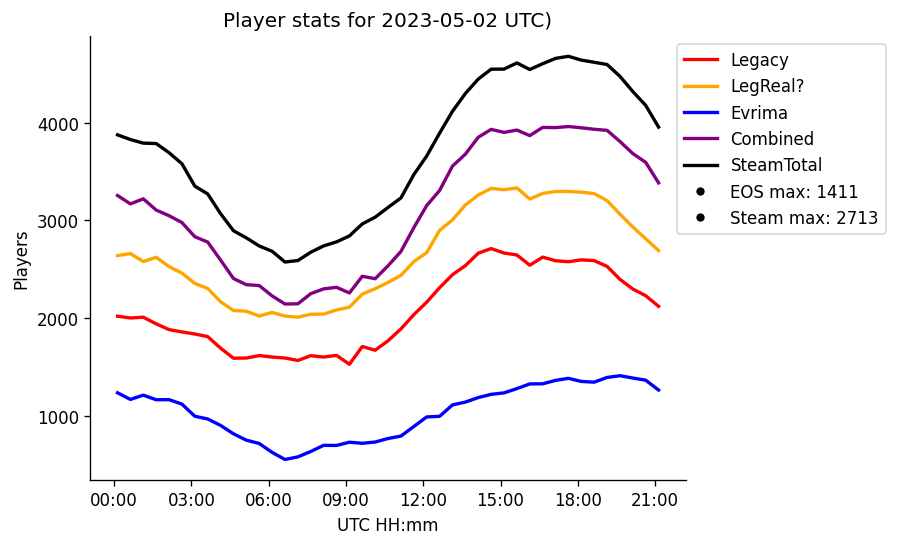 Player stats for 2023-05-02 UTC)
Legacy
LegReal?
Evrima
Combined
SteamTotal
EOS max: 1411
Steam max: 2713
Players
4000
3000
2000
1000
00:00 03:00 06:00 09:00 12:00 15:00 18:00 21:00
UTC HH:mm